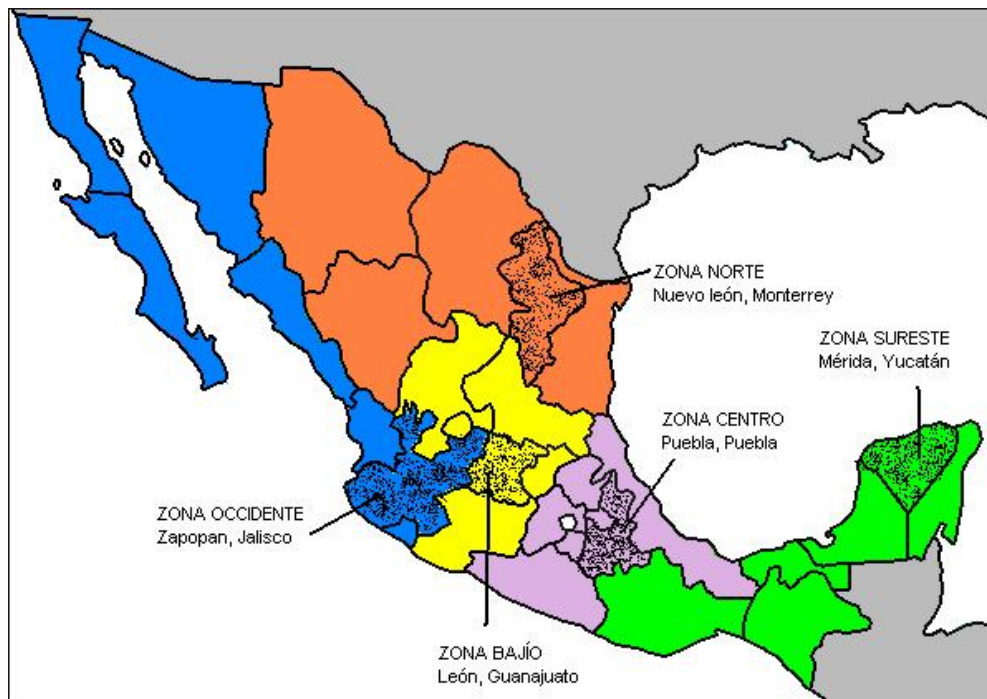 ZONA NORTE
Nuevo león, Monterrey
ZONA SURESTE
Mérida, Yucatán
ZONA CENTRO
Puebla, Puebla
ZONA OCCIDENTE
Zapopan, Jalisco
ZONA BAJÍO
León, Guanajuato